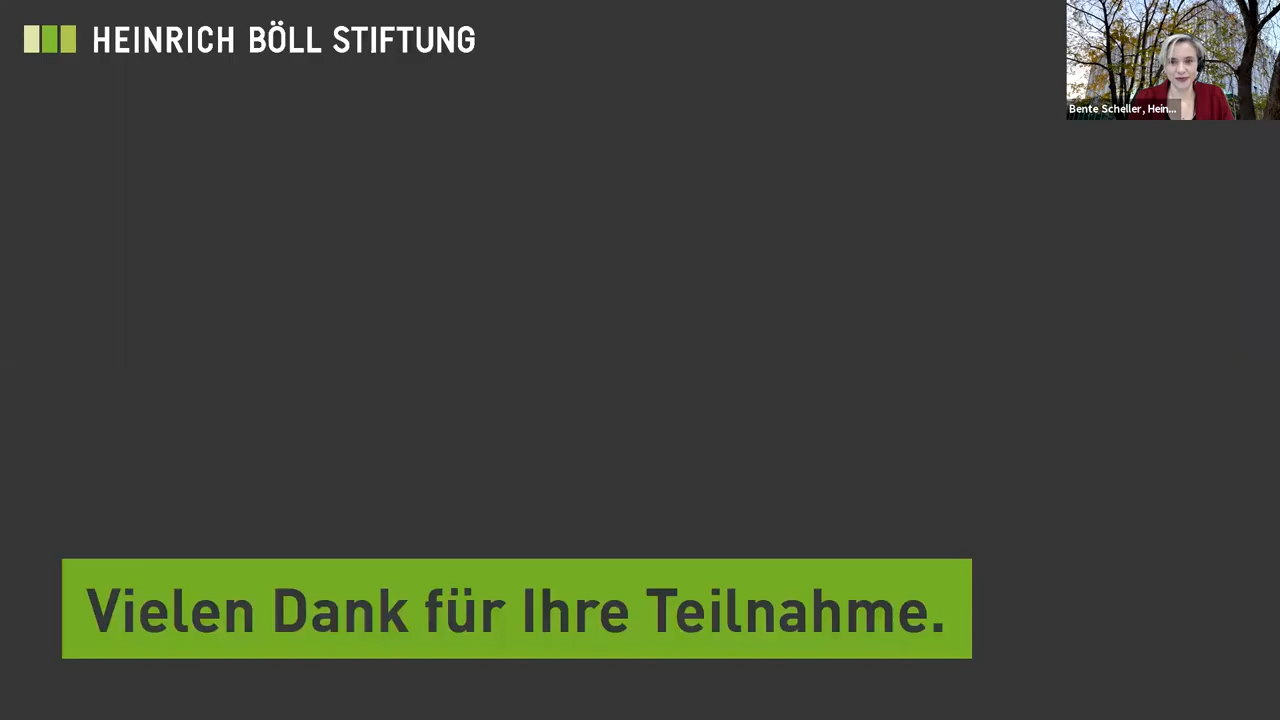 HEINRICH BÖLL STIFTUNG
Bente Scheller, Hein...
Vielen Dank für Ihre Teilnahme.